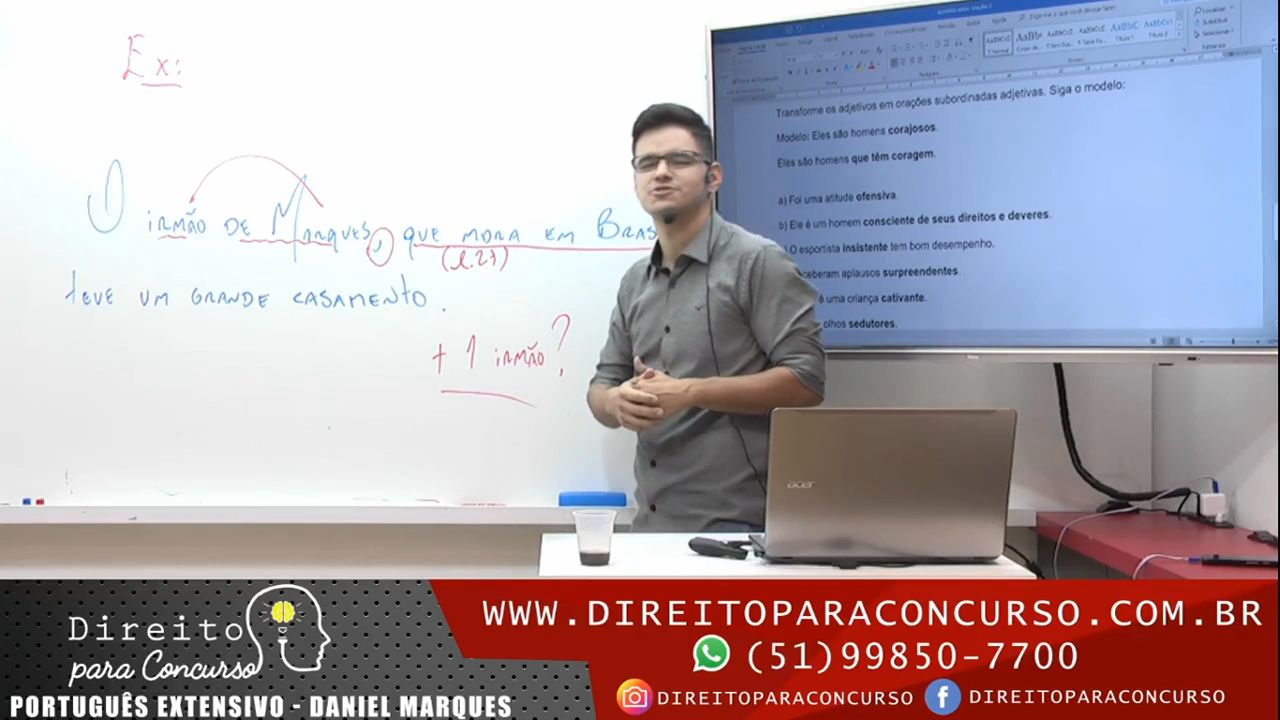 Ex:
O irmão de Marques, que mora em Bras
(l.27)
teve um grande casamento.
+ 1 irmão?
Transforme os adjetivos em orações subordinadas adjetivas. Siga o modelo:
Modelo: Eles são homens corajosos.
Eles são homens que têm coragem.
a) Foi uma atitude ofensiva.
b) Ele é um homem consciente de seus direitos e deveres.
O esportista insistente tem bom desempenho.
ceberam aplausos surpreendentes.
é uma criança cativante.
olhos sedutores.
acer
Direito
para Concurso
PORTUGUÊS EXTENSIVO - DANIEL MARQUES
WWW.DIREITOPARACONCURSO.COM.BR
(51)99850-7700
DIREITOPARACONCURSO
DIREITOPARACONCURSO